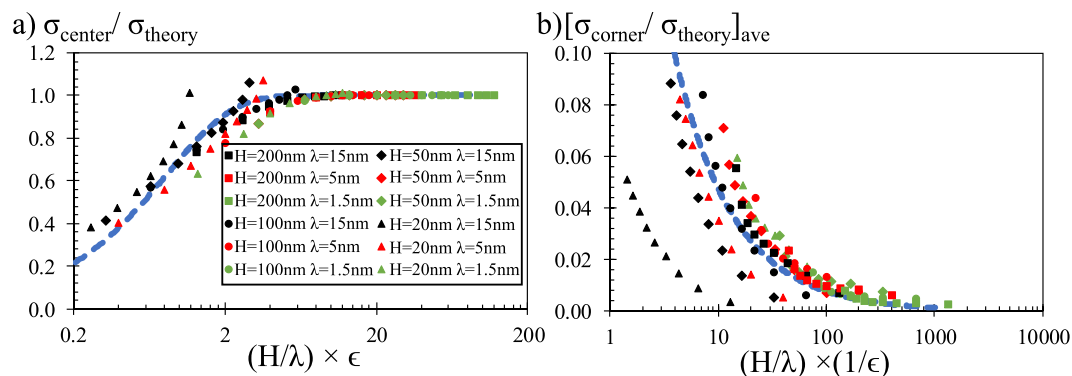 a) σcenter/ σtheory
1.2
1.0
0.8
0.6
0.4
0.2
0.0
0.2 2 20 200
(H/λ) × ϵ
H=200nm λ=15nm H=50nm λ=15nm
H=200nm λ=5nm H=50nm λ=5nm
H=200nm λ=1.5nm H=50nm λ=1.5nm
H=100nm λ=15nm H=20nm λ=15nm
H=100nm λ=5nm H=20nm λ=5nm
H=100nm λ=1.5nm H=20nm λ=1.5nm
b)[σcorner/ σtheory]ave
0.10
0.08
0.06
0.04
0.02
0.00
1 10 100 1000 10000
(H/λ) ×(1/ϵ)